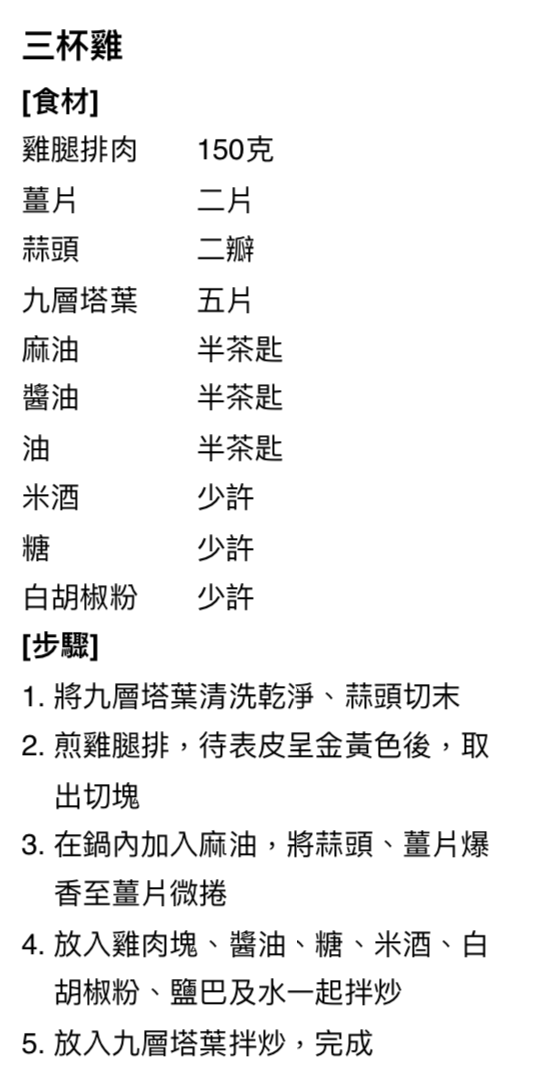 三杯雞
[食材]
雞腿排肉 150克
薑片 二片
蒜頭 二瓣
九層塔葉 五片
麻油 半茶匙
醬油 半茶匙
油 半茶匙
米酒 少許
糖 少許
白胡椒粉 少許
[步驟]
1. 將九層塔葉清洗乾淨、蒜頭切末
2. 煎雞腿排，待表皮呈金黃色後，取
出切塊
3. 在鍋內加入麻油，將蒜頭、薑片爆
香至薑片微捲
4. 放入雞肉塊、醬油、糖、米酒、白
胡椒粉、鹽巴及水一起拌炒
5. 放入九層塔葉拌炒，完成